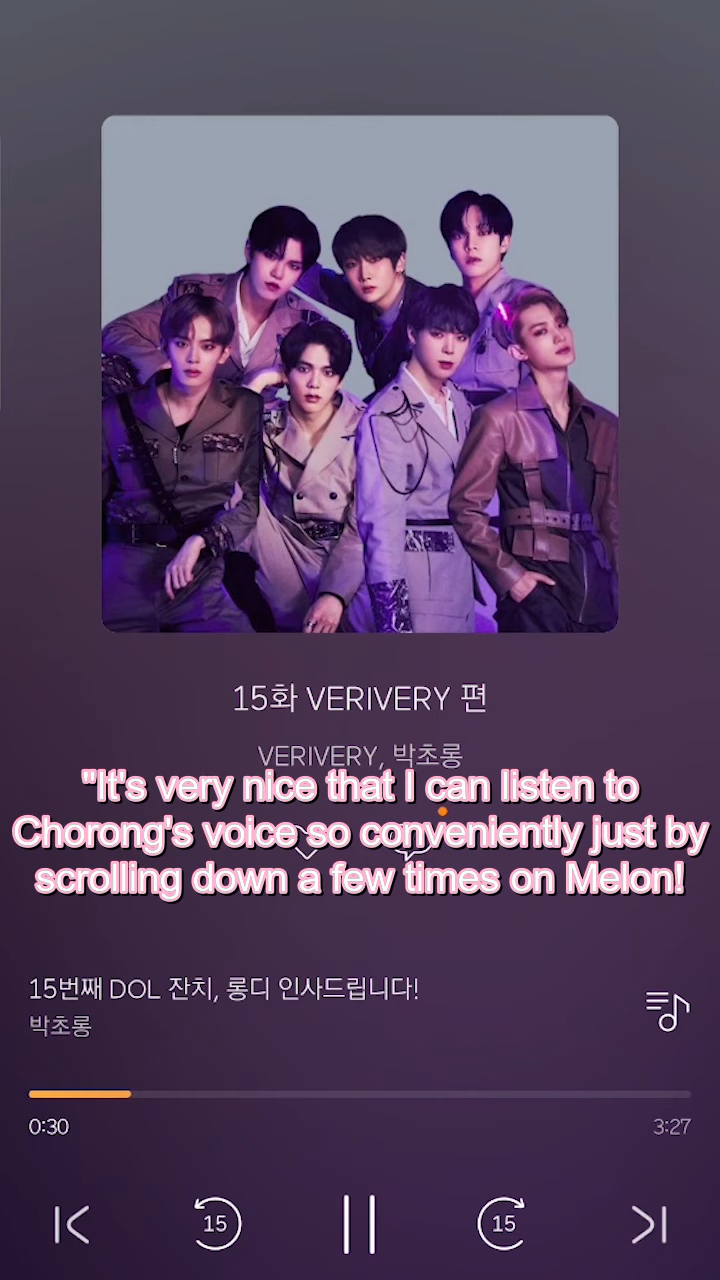 15화 VERIVERY 편
VERIVERY, 박초롱
"It's very nice that I can listen to
Chorong's voice so conveniently just by
scrolling down a few times on Melon!
15번째 DOL 잔치, 롱디 인사드립니다!
박초롱
0:30
3:27
15
15